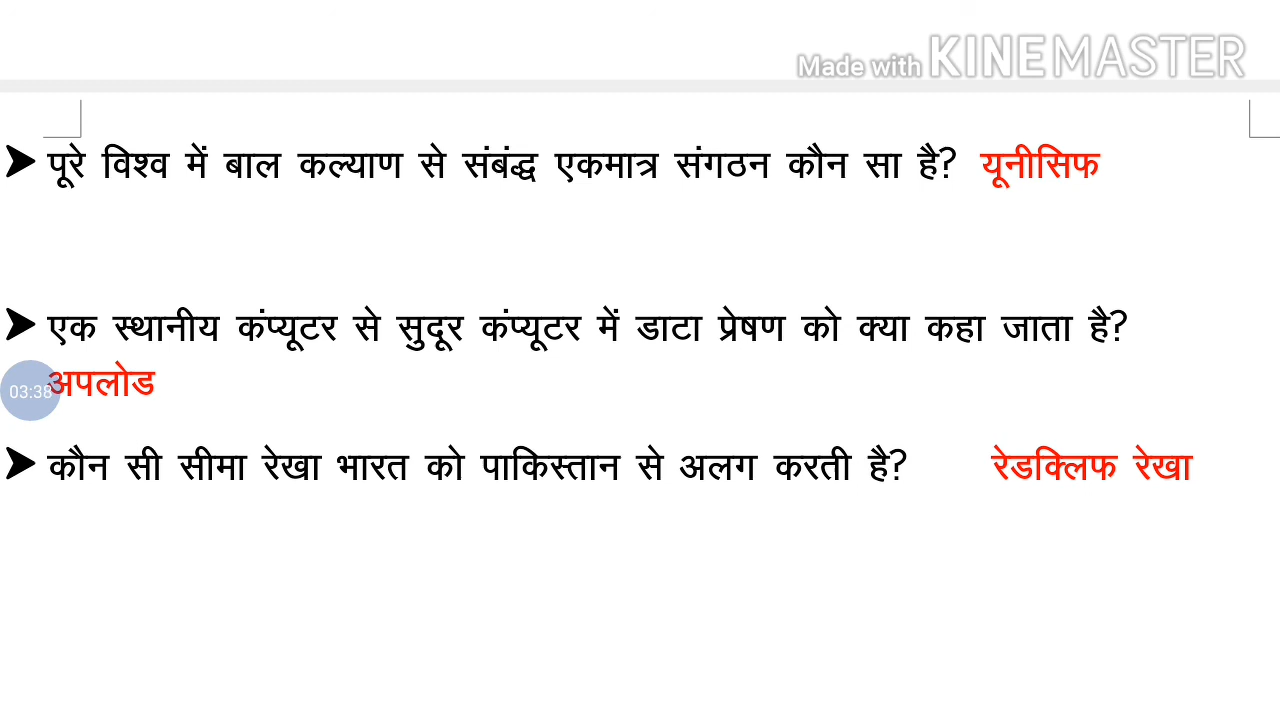 Made with KINEMASTER
➤ पूरे विश्व में बाल कल्याण से संबंद्ध एकमात्र संगठन कौन सा है? यूनीसिफ
➤ एक स्थानीय कंप्यूटर से सुदूर कंप्यूटर में डाटा प्रेषण को क्या कहा जाता है?
अपलोड
03:38
➤ कौन सी सीमा रेखा भारत को पाकिस्तान से अलग करती है? रेडक्लिफ रेखा